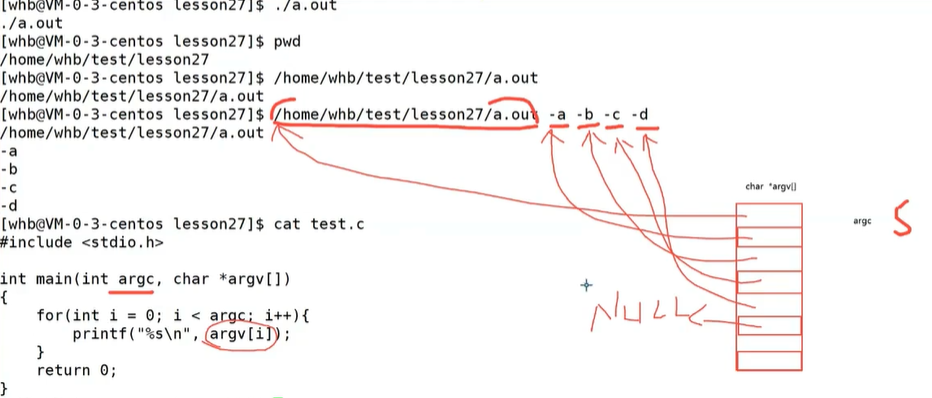 [whb@VM-0-3-centos lesson27]$ ./a.out
./a.out
[whb@VM-0-3-centos lesson27]$ pwd
/home/whb/test/lesson27
[whb@VM-0-3-centos lesson27]$ /home/whb/test/lesson27/a.out
/home/whb/test/lesson27/a.out
[whb@VM-0-3-centos lesson27]$ /home/whb/test/lesson27/a.out -a -b -c -d
/home/whb/test/lesson27/a.out
-a
-b
-c
-d
[whb@VM-0-3-centos lesson27]$ cat test.c
#include <stdio.h>
int main(int argc, char *argv[])
{
    for(int i = 0; i < argc; i++){
        printf("%s\n", argv[i]);
    }
    return 0;
}
char *argv[]
argc 5
NULL